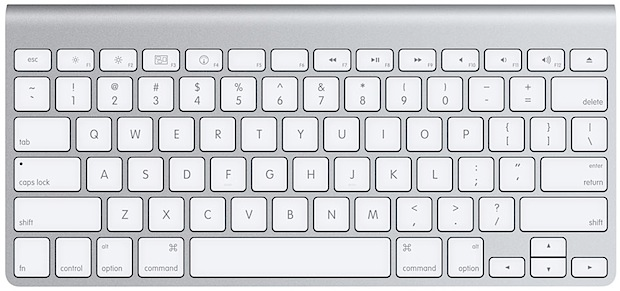 esc F1 F2 F3 F4 F5 F6 F7 F8 F9 F10 F11 F12
~ ! @ # $ % ^ & * ( ) _ +
` 1 2 3 4 5 6 7 8 9 0 - = delete
tab Q W E R T Y U I O P { [ } ] | \
caps lock A S D F G H J K L : ; " ' enter return
shift Z X C V B N M < , > . ? / shift
fn control alt option ⌘ command ⌘ command alt option